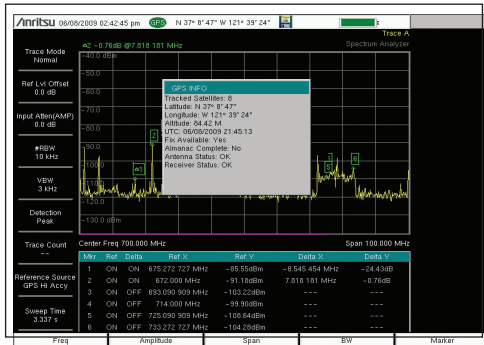 Anritsu 06/08/2009 02:42:45 pm GPS N 37° 8' 47" W 121° 39' 24"
Trace A
Δ2 -0.76dB @7.818 181 MHz
Spectrum Analyzer
Trace Mode
Normal
Ref Lvl Offset
0.0 dB
Input Atten(AMP)
0.0 dB
#RBW
10 kHz
VBW
3 kHz
Detection
Peak
Trace Count
--
Reference Source
GPS Hi Accy
Sweep Time
3.337 s
-40.0 dBm
-50.0
-60.0
-80.0
-100.0
-120.0
-130.0 dBm
GPS INFO
Tracked Satellites: 6
Latitude: N 37° 8' 47"
Longitude: W 121° 39' 24"
Altitude: 84.42 M
UTC: 06/08/2009 21:45:13
Fix Available: Yes
Almanac Complete: No
Antenna Status: OK
Receiver Status: OK
2
Δ1
5
6
Center Freq 700.000 MHz
Span 100.000 MHz
Mkr Ref Delta Ref X Ref Y Delta X Delta Y
1 ON ON 675.272 727 MHz -85.55dBm -8.545 454 MHz -24.43dB
2 ON ON 672.000 MHz -91.18dBm 7.818 181 MHz -0.76dB
3 ON OFF 693.090 909 MHz -103.22dBm --- ---
4 ON OFF 714.000 MHz -99.90dBm --- ---
5 ON OFF 725.090 909 MHz -108.64dBm --- ---
6 ON OFF 733.272 727 MHz -104.28dBm --- ---
Freq
Amplitude
Span
BW
Marker